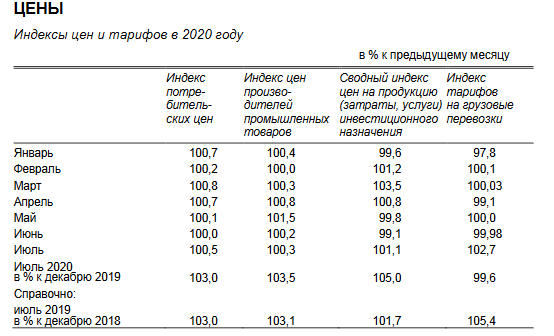 ЦЕНЫ
Индексы цен и тарифов в 2020 году
в % к предыдущему месяцу
Индекс Индекс цен Сводный индекс Индекс
потре- произво- цен на продукцию тарифов
битель- дителей (затраты, услуги) на грузовые
ских цен промышленных инвестиционного перевозки
товаров назначения
Январь 100,7 100,4 99,6 97,8
Февраль 100,2 100,0 101,2 100,1
Март 100,8 100,3 103,5 100,03
Апрель 100,7 100,8 100,8 99,1
Май 100,1 101,5 99,8 100,0
Июнь 100,0 100,2 99,1 99,98
Июль 100,5 100,3 101,1 102,7
Июль 2020
в % к декабрю 2019 103,0 103,5 105,0 99,6
Справочно:
июль 2019
в % к декабрю 2018 103,0 103,1 101,7 105,4